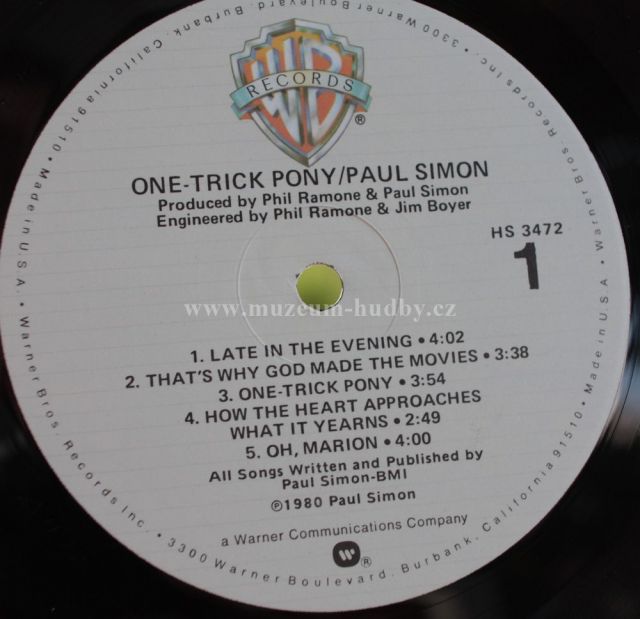 WB
RECORDS
®
ONE-TRICK PONY/PAUL SIMON
Produced by Phil Ramone & Paul Simon
Engineered by Phil Ramone & Jim Boyer
HS 3472
1
www.muzeum-hudby.cz
1. LATE IN THE EVENING • 4:02
2. THAT'S WHY GOD MADE THE MOVIES • 3:38
3. ONE-TRICK PONY • 3:54
4. HOW THE HEART APPROACHES
WHAT IT YEARNS • 2:49
5. OH, MARION • 4:00
All Songs Written and Published by
Paul Simon-BMI
℗1980 Paul Simon
a Warner Communications Company
®
Made in U.S.A. • Warner Bros. Records Inc. • 3300 Warner Boulevard, Burbank, California 91510 • Made in U.S.A. • Warner Bros. Records Inc. • 3300 Warner Boulevard, Burbank, California 91510 •